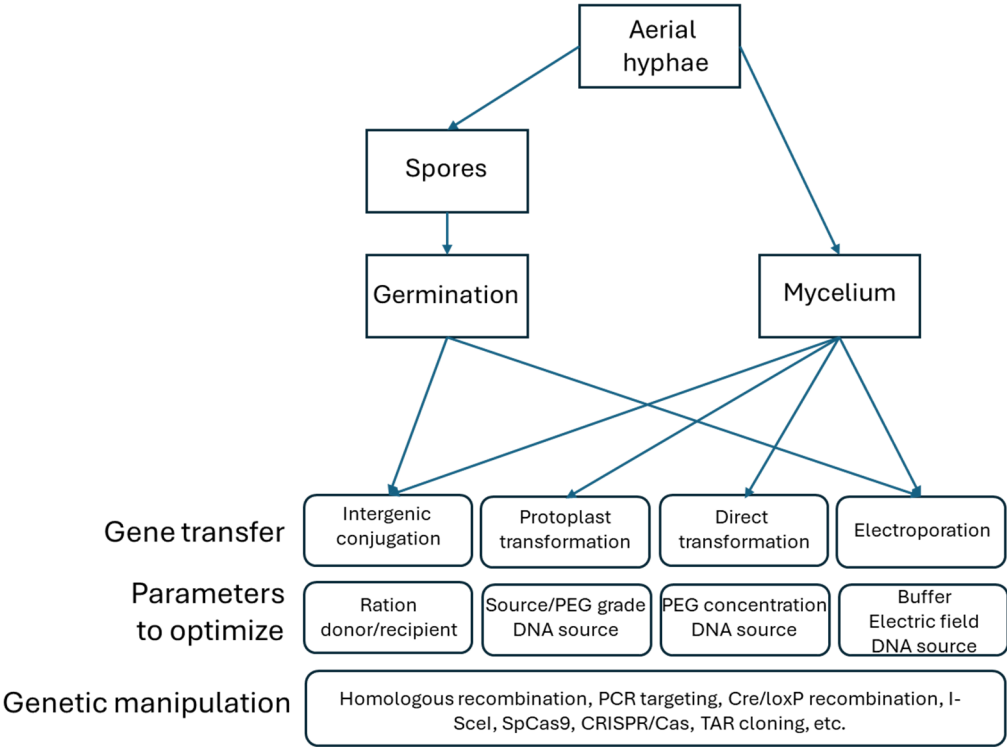 Aerial
hyphae
Spores
Germination
Mycelium
Gene transfer
Intergenic
conjugation
Protoplast
transformation
Direct
transformation
Electroporation
Parameters
to optimize
Ration
donor/recipient
Source/PEG grade
DNA source
PEG concentration
DNA source
Buffer
Electric field
DNA source
Genetic manipulation
Homologous recombination, PCR targeting, Cre/loxP recombination, I-
SceI, SpCas9, CRISPR/Cas, TAR cloning, etc.